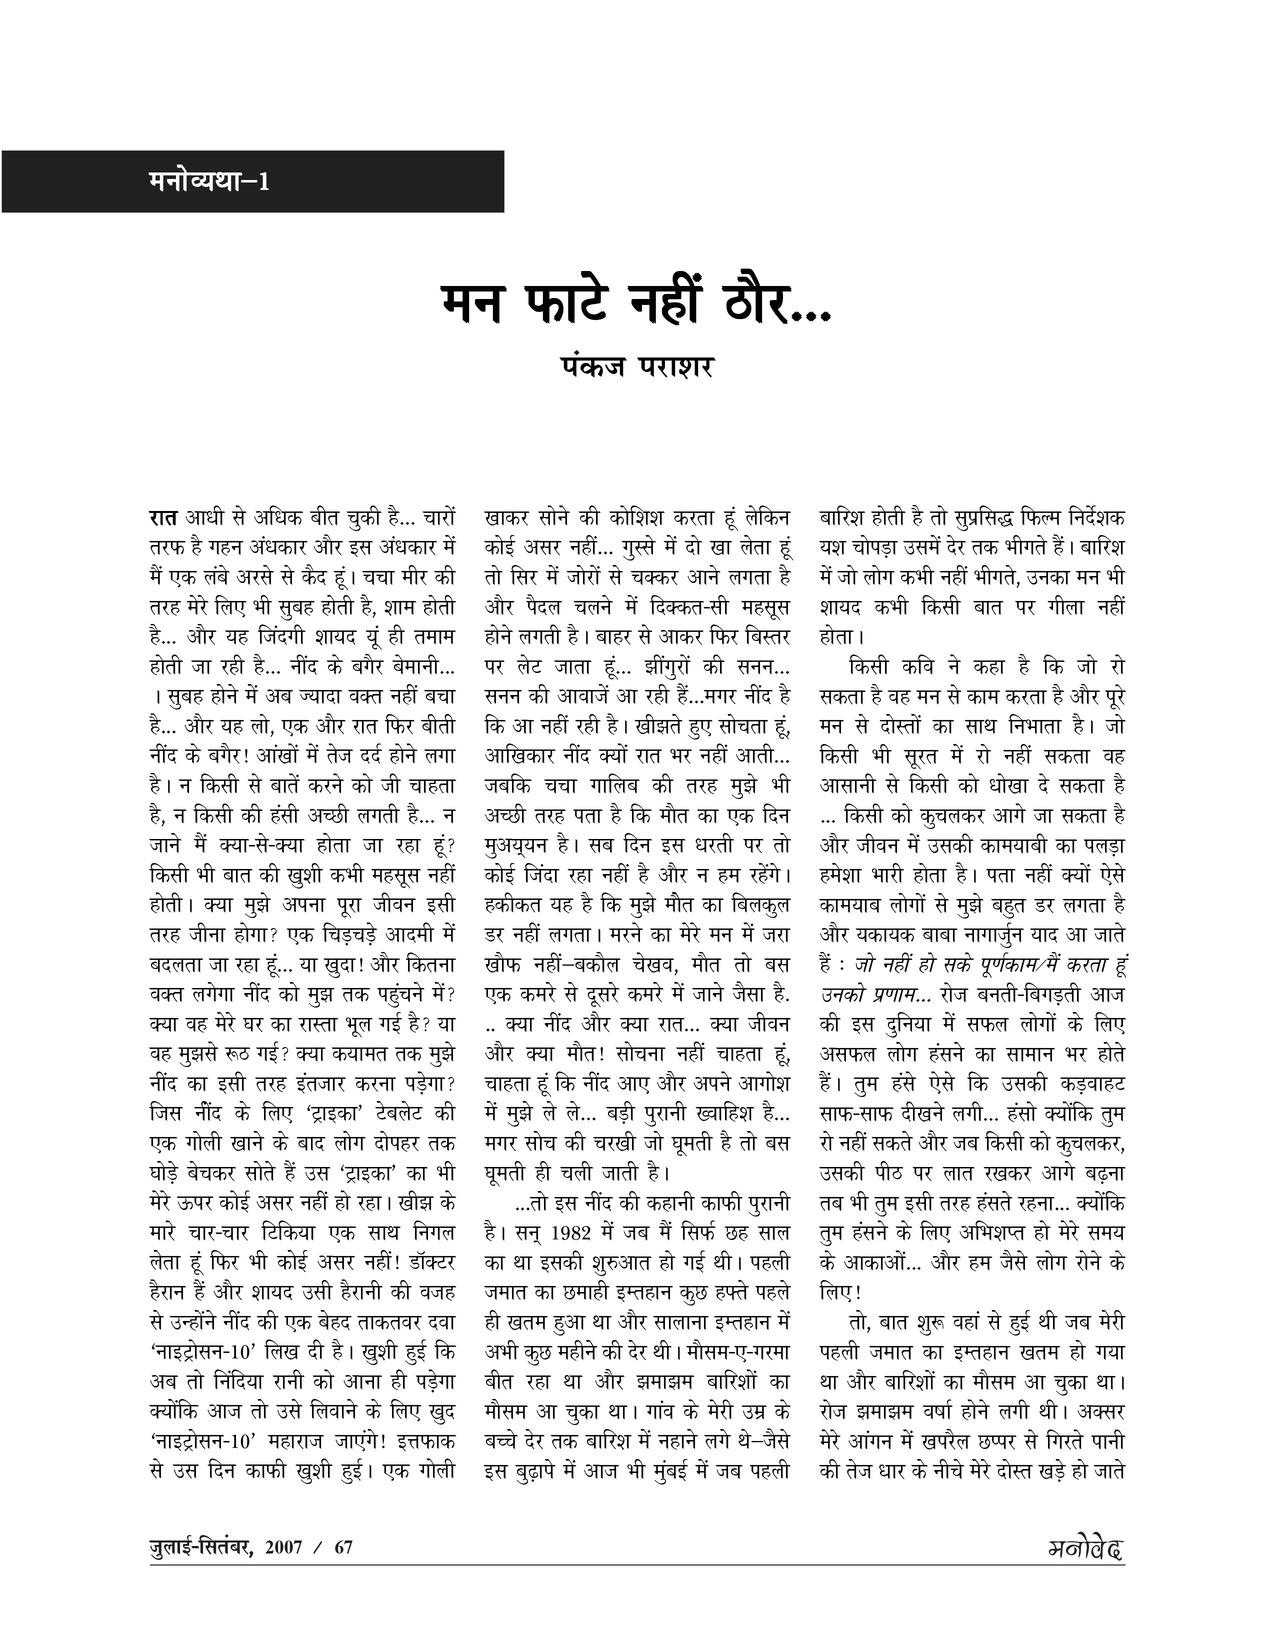 मनोव्यथा–1
मन फाटे नहीं ठौर...
पंकज पराशर
रात आधी से अधिक बीत चुकी है... चारों
तरफ है गहन अंधकार और इस अंधकार में
मैं एक लंबे अरसे से कैद हूं। चचा मीर की
तरह मेरे लिए भी सुबह होती है, शाम होती
है... और यह जिंदगी शायद यूं ही तमाम
होती जा रही है... नींद के बगैर बेमानी...
। सुबह होने में अब ज्यादा वक्त नहीं बचा
है... और यह लो, एक और रात फिर बीती
नींद के बगैर! आंखों में तेज दर्द होने लगा
है। न किसी से बातें करने को जी चाहता
है, न किसी की हंसी अच्छी लगती है... न
जाने मैं क्या-से-क्या होता जा रहा हूं?
किसी भी बात की खुशी कभी महसूस नहीं
होती। क्या मुझे अपना पूरा जीवन इसी
तरह जीना होगा? एक चिड़चड़े आदमी में
बदलता जा रहा हूं... या खुदा! और कितना
वक्त लगेगा नींद को मुझ तक पहुंचने में?
क्या वह मेरे घर का रास्ता भूल गई है? या
वह मुझसे रूठ गई? क्या कयामत तक मुझे
नींद का इसी तरह इंतजार करना पड़ेगा?
जिस नींद के लिए ‘ट्राइका’ टेबलेट की
एक गोली खाने के बाद लोग दोपहर तक
घोड़े बेचकर सोते हैं उस ‘ट्राइका’ का भी
मेरे ऊपर कोई असर नहीं हो रहा। खीझ के
मारे चार-चार टिकिया एक साथ निगल
लेता हूं फिर भी कोई असर नहीं! डॉक्टर
हैरान हैं और शायद उसी हैरानी की वजह
से उन्होंने नींद की एक बेहद ताकतवर दवा
‘नाइट्रोसन-10’ लिख दी है। खुशी हुई कि
अब तो निंदिया रानी को आना ही पड़ेगा
क्योंकि आज तो उसे लिवाने के लिए खुद
‘नाइट्रोसन-10’ महाराज जाएंगे! इत्तफाक
से उस दिन काफी खुशी हुई। एक गोली
खाकर सोने की कोशिश करता हूं लेकिन
कोई असर नहीं... गुस्से में दो खा लेता हूं
तो सिर में जोरों से चक्कर आने लगता है
और पैदल चलने में दिक्कत-सी महसूस
होने लगती है। बाहर से आकर फिर बिस्तर
पर लेट जाता हूं... झींगुरों की सनन...
सनन की आवाजें आ रही हैं...मगर नींद है
कि आ नहीं रही है। खीझते हुए सोचता हूं,
आखिकार नींद क्यों रात भर नहीं आती...
जबकि चचा गालिब की तरह मुझे भी
अच्छी तरह पता है कि मौत का एक दिन
मुअय्यन है। सब दिन इस धरती पर तो
कोई जिंदा रहा नहीं है और न हम रहेंगे।
हकीकत यह है कि मुझे मौत का बिलकुल
डर नहीं लगता। मरने का मेरे मन में जरा
खौफ नहीं–बकौल चेखव, मौत तो बस
एक कमरे से दूसरे कमरे में जाने जैसा है.
.. क्या नींद और क्या रात... क्या जीवन
और क्या मौत! सोचना नहीं चाहता हूं,
चाहता हूं कि नींद आए और अपने आगोश
में मुझे ले ले... बड़ी पुरानी ख्वाहिश है...
मगर सोच की चरखी जो घूमती है तो बस
घूमती ही चली जाती है।
...तो इस नींद की कहानी काफी पुरानी
है। सन् 1982 में जब मैं सिर्फ छह साल
का था इसकी शुरुआत हो गई थी। पहली
जमात का छमाही इम्तहान कुछ हफ्ते पहले
ही खतम हुआ था और सालाना इम्तहान में
अभी कुछ महीने की देर थी। मौसम-ए-गरमा
बीत रहा था और झमाझम बारिशों का
मौसम आ चुका था। गांव के मेरी उम्र के
बच्चे देर तक बारिश में नहाने लगे थे–जैसे
इस बुढ़ापे में आज भी मुंबई में जब पहली
बारिश होती है तो सुप्रसिद्ध फिल्म निर्देशक
यश चोपड़ा उसमें देर तक भीगते हैं। बारिश
में जो लोग कभी नहीं भीगते, उनका मन भी
शायद कभी किसी बात पर गीला नहीं
होता।
किसी कवि ने कहा है कि जो रो
सकता है वह मन से काम करता है और पूरे
मन से दोस्तों का साथ निभाता है। जो
किसी भी सूरत में रो नहीं सकता वह
आसानी से किसी को धोखा दे सकता है
... किसी को कुचलकर आगे जा सकता है
और जीवन में उसकी कामयाबी का पलड़ा
हमेशा भारी होता है। पता नहीं क्यों ऐसे
कामयाब लोगों से मुझे बहुत डर लगता है
और यकायक बाबा नागार्जुन याद आ जाते
हैं : जो नहीं हो सके पूर्णकाम/मैं करता हूं
उनको प्रणाम... रोज बनती-बिगड़ती आज
की इस दुनिया में सफल लोगों के लिए
असफल लोग हंसने का सामान भर होते
हैं। तुम हंसे ऐसे कि उसकी कड़वाहट
साफ-साफ दीखने लगी... हंसो क्योंकि तुम
रो नहीं सकते और जब किसी को कुचलकर,
उसकी पीठ पर लात रखकर आगे बढ़ना
तब भी तुम इसी तरह हंसते रहना... क्योंकि
तुम हंसने के लिए अभिशप्त हो मेरे समय
के आकाओं... और हम जैसे लोग रोने के
लिए!
तो, बात शुरू वहां से हुई थी जब मेरी
पहली जमात का इम्तहान खतम हो गया
था और बारिशों का मौसम आ चुका था।
रोज झमाझम वर्षा होने लगी थी। अक्सर
मेरे आंगन में खपरैल छप्पर से गिरते पानी
की तेज धार के नीचे मेरे दोस्त खड़े हो जाते
जुलाई-सितंबर, 2007 / 67
मनोवेद